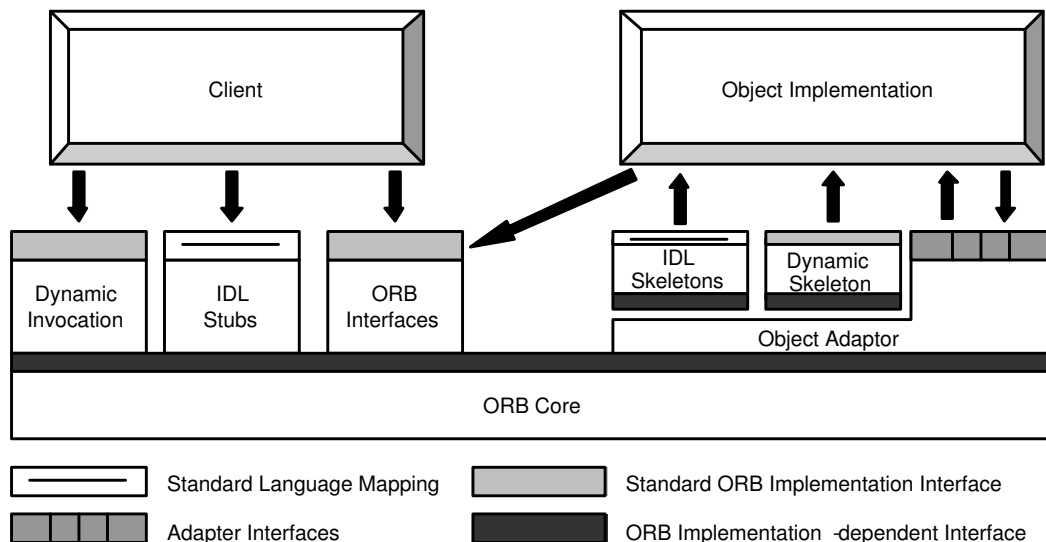 Client
Object Implementation
Dynamic
Invocation
IDL
Stubs
ORB
Interfaces
IDL
Skeletons
Dynamic
Skeleton
Object Adaptor
ORB Core
Standard Language Mapping
Standard ORB Implementation Interface
Adapter Interfaces
ORB Implementation -dependent Interface